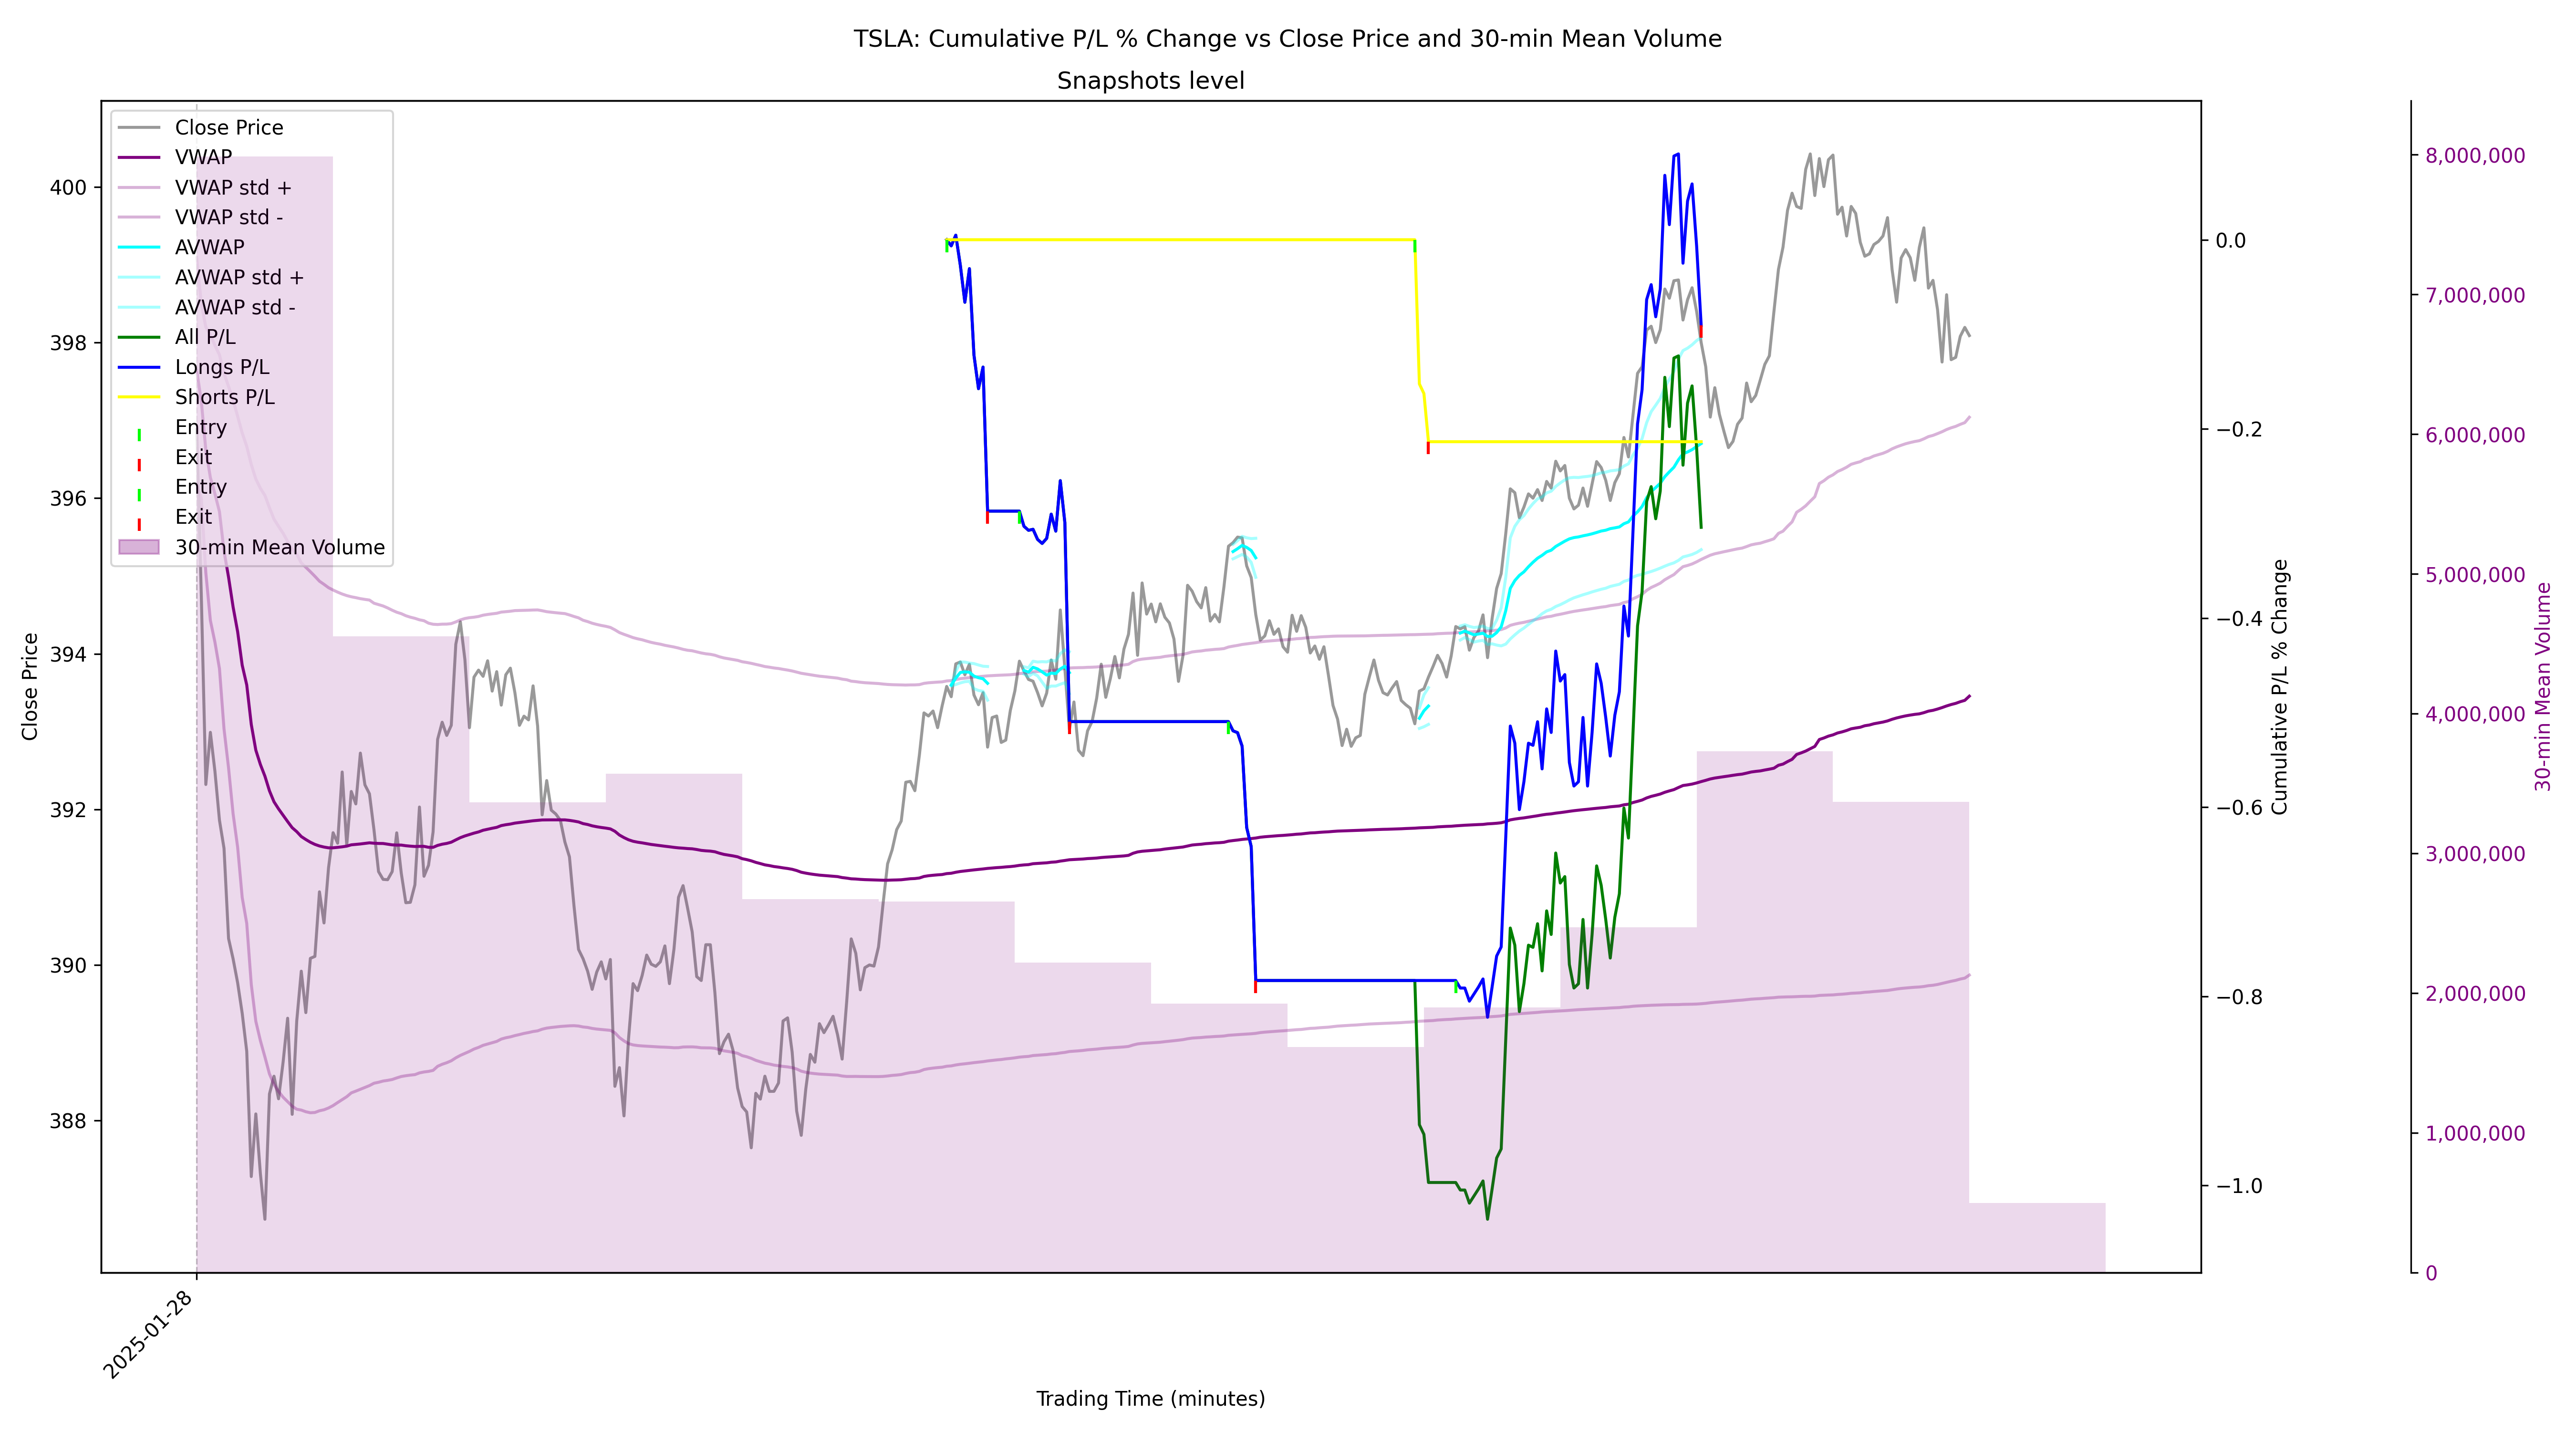 TSLA: Cumulative P/L % Change vs Close Price and 30-min Mean Volume
Snapshots level
Close Price
VWAP
VWAP std +
VWAP std -
AVWAP
AVWAP std +
AVWAP std -
All P/L
Longs P/L
Shorts P/L
Entry
Exit
Entry
Exit
30-min Mean Volume
Close Price
400
398
396
394
392
390
388
0.0
−0.2
−0.4
−0.6
−0.8
−1.0
Cumulative P/L % Change
8,000,000
7,000,000
6,000,000
5,000,000
4,000,000
3,000,000
2,000,000
1,000,000
0
30-min Mean Volume
2025-01-28
Trading Time (minutes)